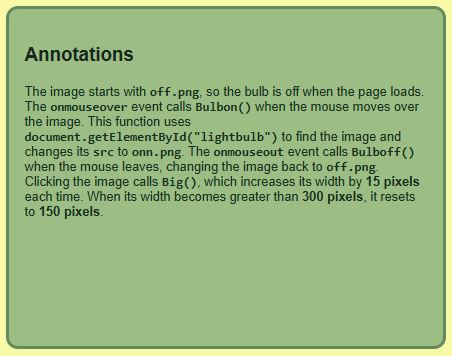 Annotations
The image starts with off.png, so the bulb is off when the page loads.
The onmouseover event calls Bulbon() when the mouse moves over
the image. This function uses
document.getElementById("lightbulb") to find the image and
changes its src to onn.png. The onmouseout event calls Bulboff()
when the mouse leaves, changing the image back to off.png.
Clicking the image calls Big(), which increases its width by 15 pixels
each time. When its width becomes greater than 300 pixels, it resets
to 150 pixels.